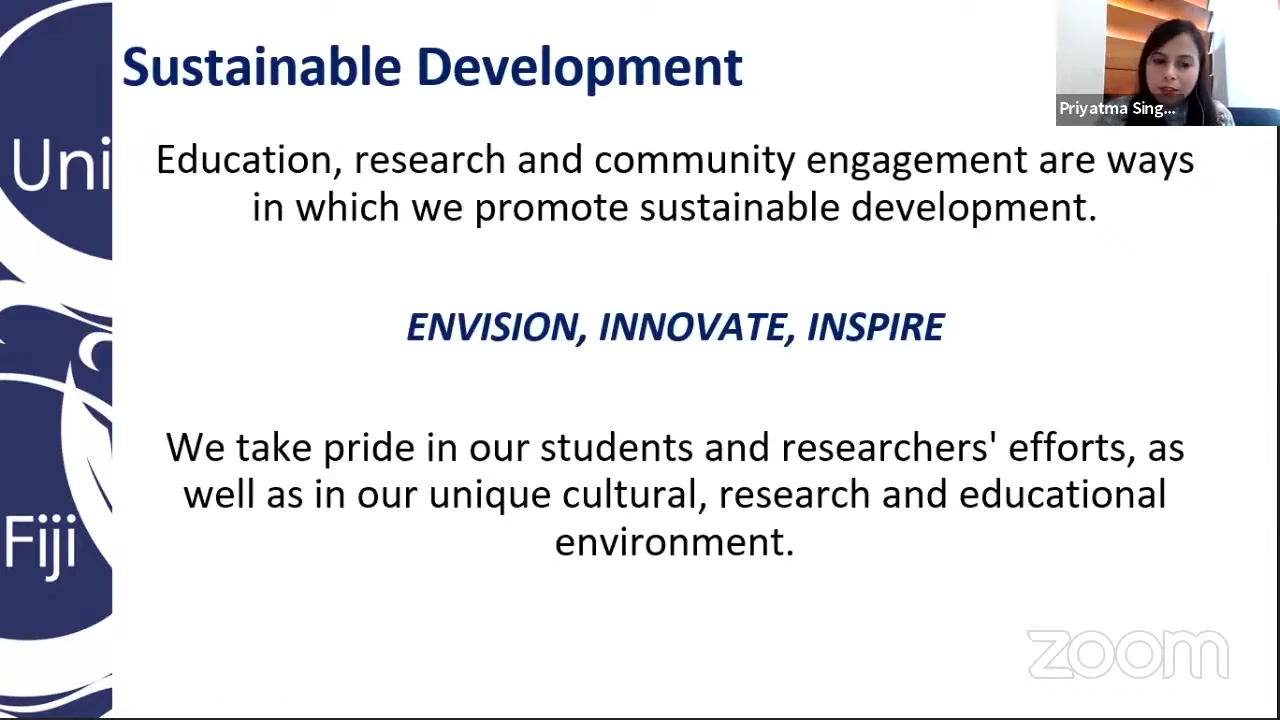 Sustainable Development
Priyatma Sing...
Uni
Education, research and community engagement are ways
in which we promote sustainable development.
ENVISION, INNOVATE, INSPIRE
We take pride in our students and researchers' efforts, as
well as in our unique cultural, research and educational
environment.
Fiji
zoom